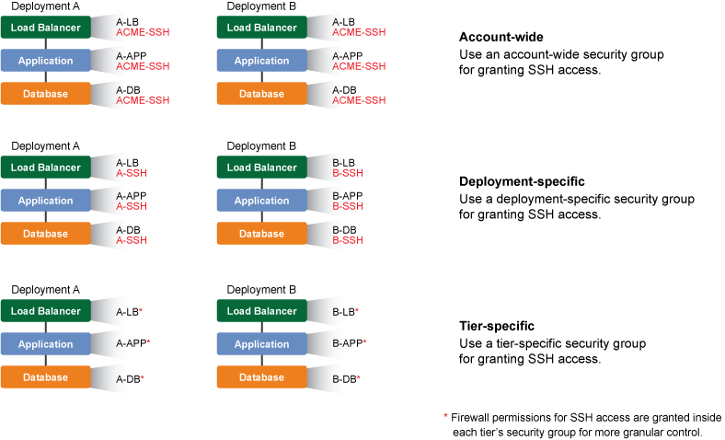 Deployment A
Load Balancer
A-LB
ACME-SSH
Application
A-APP
ACME-SSH
Database
A-DB
ACME-SSH
Deployment B
Load Balancer
A-LB
ACME-SSH
Application
A-APP
ACME-SSH
Database
A-DB
ACME-SSH
Account-wide
Use an account-wide security group
for granting SSH access.
Deployment A
Load Balancer
A-LB
A-SSH
Application
A-APP
A-SSH
Database
A-DB
A-SSH
Deployment B
Load Balancer
B-LB
B-SSH
Application
B-APP
B-SSH
Database
B-DB
B-SSH
Deployment-specific
Use a deployment-specific security group
for granting SSH access.
Deployment A
Load Balancer
A-LB*
Application
A-APP*
Database
A-DB*
Deployment B
Load Balancer
B-LB*
Application
B-APP*
Database
B-DB*
Tier-specific
Use a tier-specific security group
for granting SSH access.
* Firewall permissions for SSH access are granted inside
each tier's security group for more granular control.